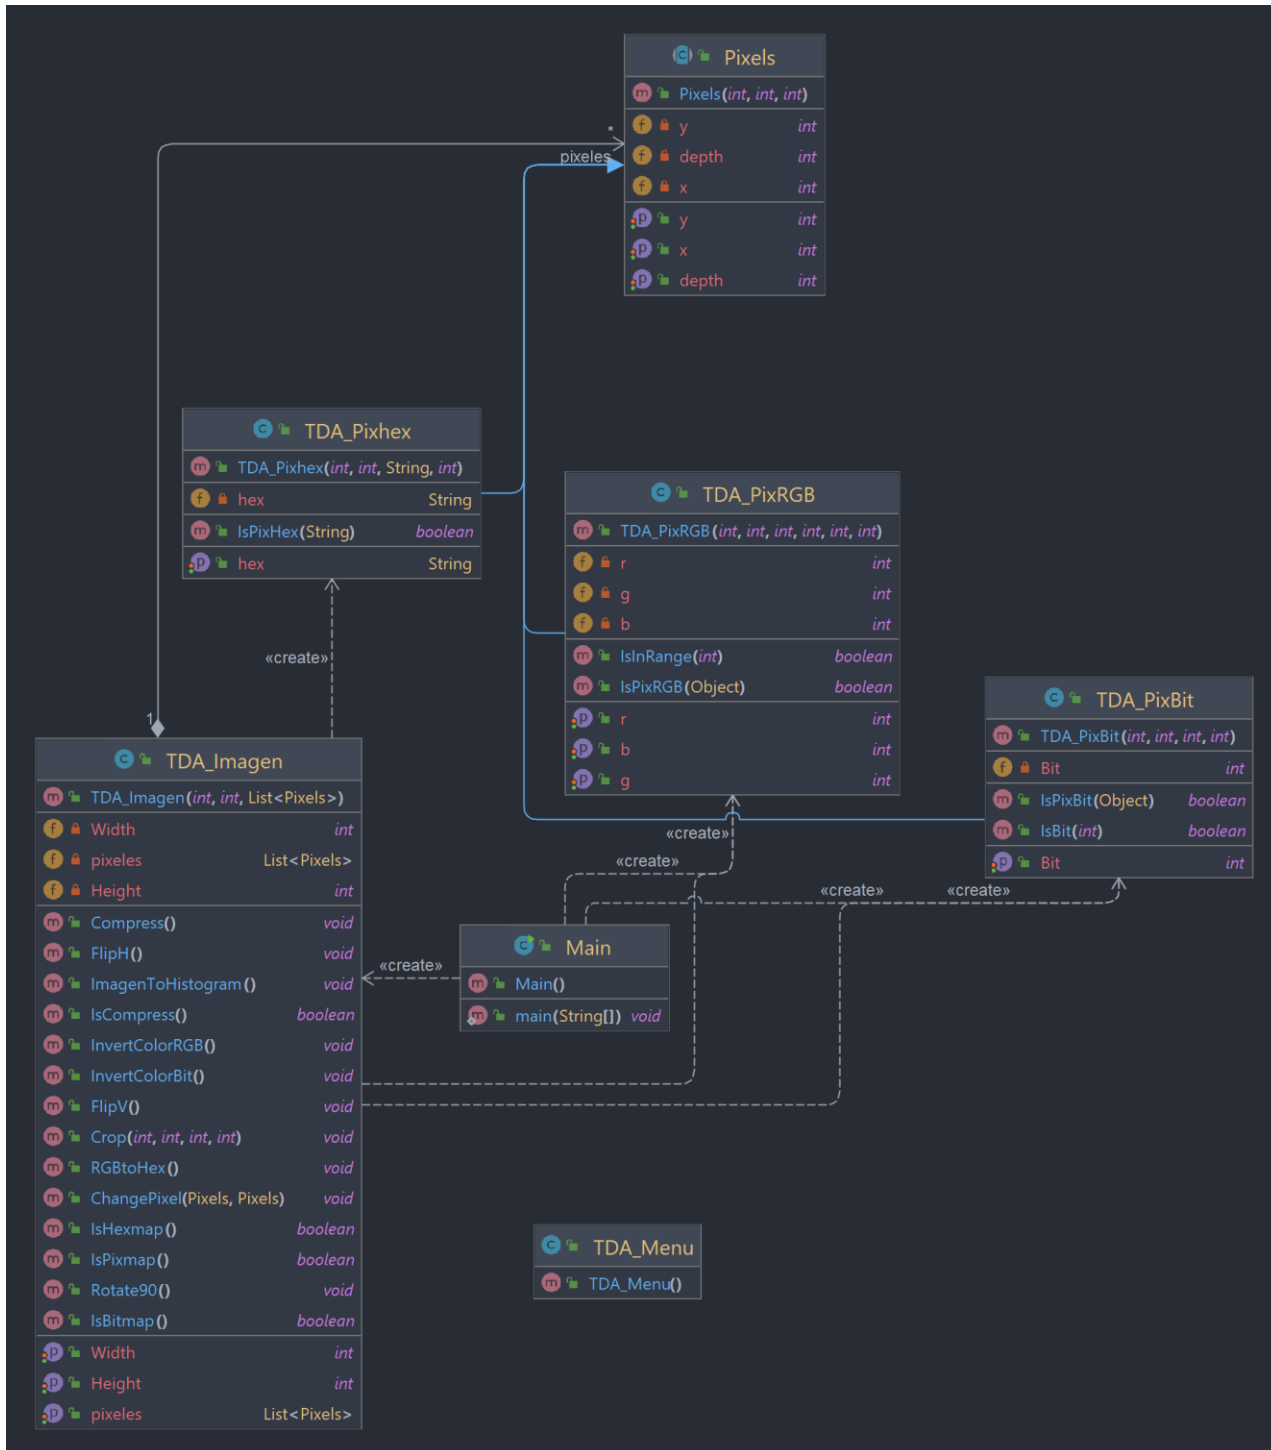 Pixels
Pixels(int, int, int)
y int
depth int
x int
y int
x int
depth int
*
pixeles
TDA_Pixhex
TDA_Pixhex(int, int, String, int)
hex String
IsPixHex(String) boolean
hex String
TDA_PixRGB
TDA_PixRGB(int, int, int, int, int, int)
r int
g int
b int
IsInRange(int) boolean
IsPixRGB(Object) boolean
r int
b int
g int
«create»
TDA_PixBit
TDA_PixBit(int, int, int, int)
Bit int
IsPixBit(Object) boolean
IsBit(int) boolean
Bit int
1
TDA_Imagen
TDA_Imagen(int, int, List<Pixels>)
Width int
pixeles List<Pixels>
Height int
Compress() void
FlipH() void
ImagenToHistogram() void
IsCompress() boolean
InvertColorRGB() void
InvertColorBit() void
FlipV() void
Crop(int, int, int, int) void
RGBtoHex() void
ChangePixel(Pixels, Pixels) void
IsHexmap() boolean
IsPixmap() boolean
Rotate90() void
IsBitmap() boolean
Width int
Height int
pixeles List<Pixels>
«create»
«create»
«create» «create»
Main
Main()
main(String[]) void
«create»
TDA_Menu
TDA_Menu()